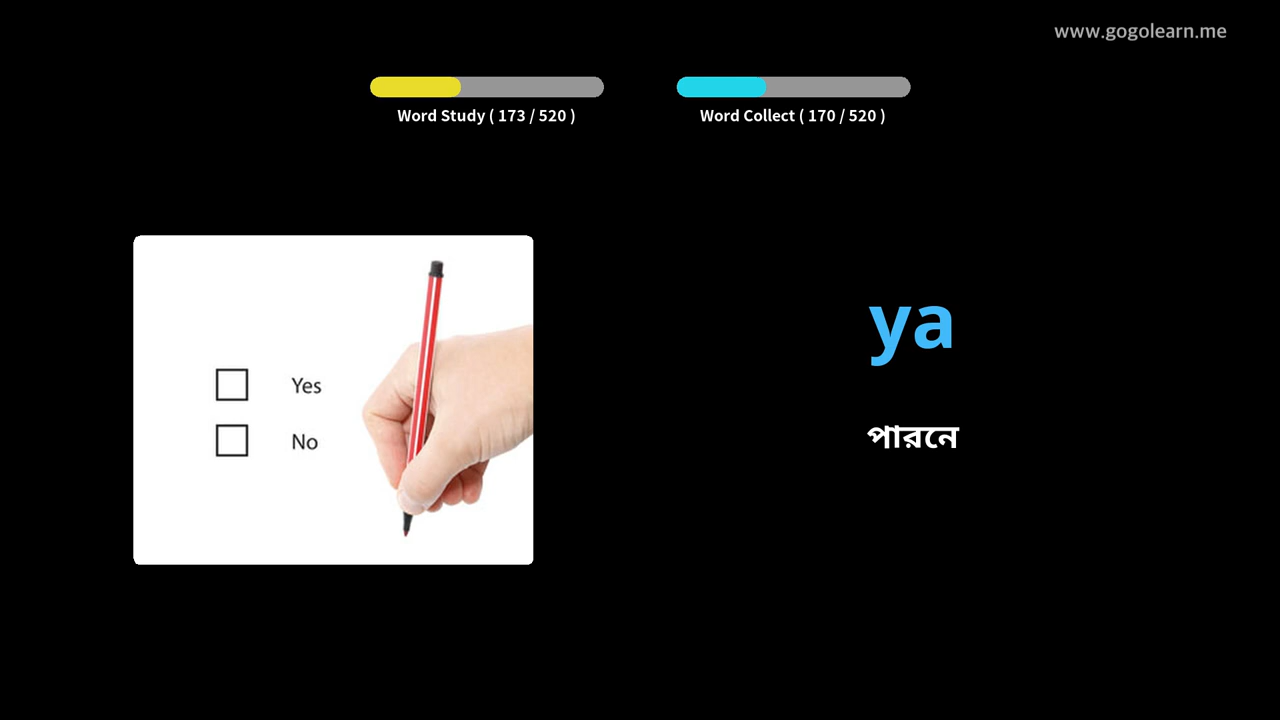 www.gogolearn.me
Word Study ( 173 / 520 )
Word Collect ( 170 / 520 )
Yes
No
ya
পারনে